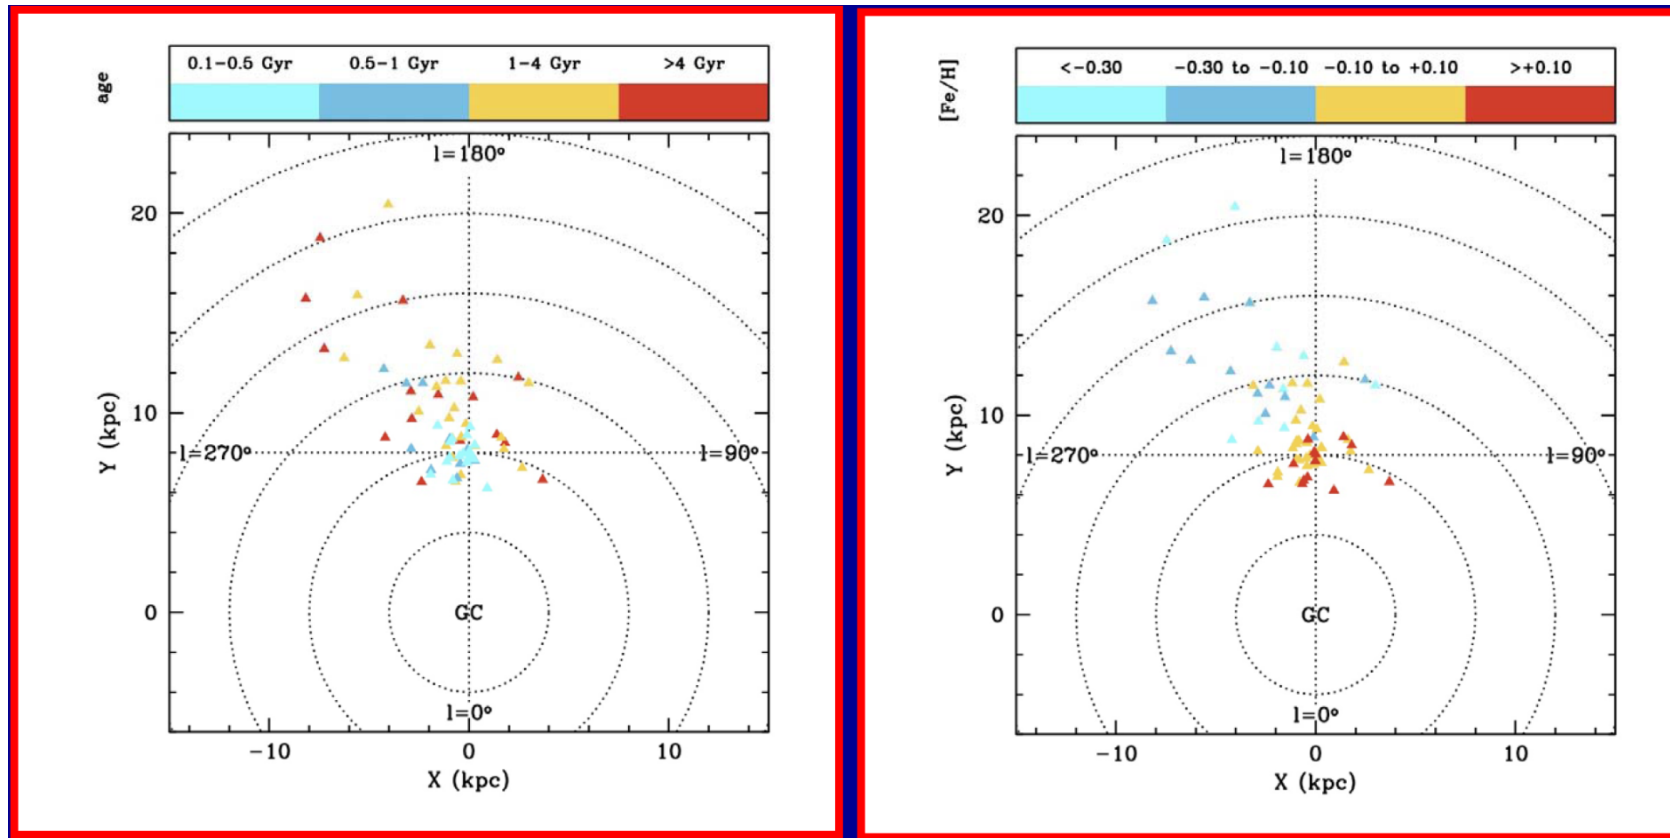 age
0.1−0.5 Gyr 0.5−1 Gyr 1−4 Gyr >4 Gyr
l=180°
20
10
0
Y (kpc)
l=270° l=90°
GC
l=0°
−10 0 10
X (kpc)
[Fe/H]
<−0.30 −0.30 to −0.10 −0.10 to +0.10 >+0.10
l=180°
20
10
0
Y (kpc)
l=270° l=90°
GC
l=0°
−10 0 10
X (kpc)